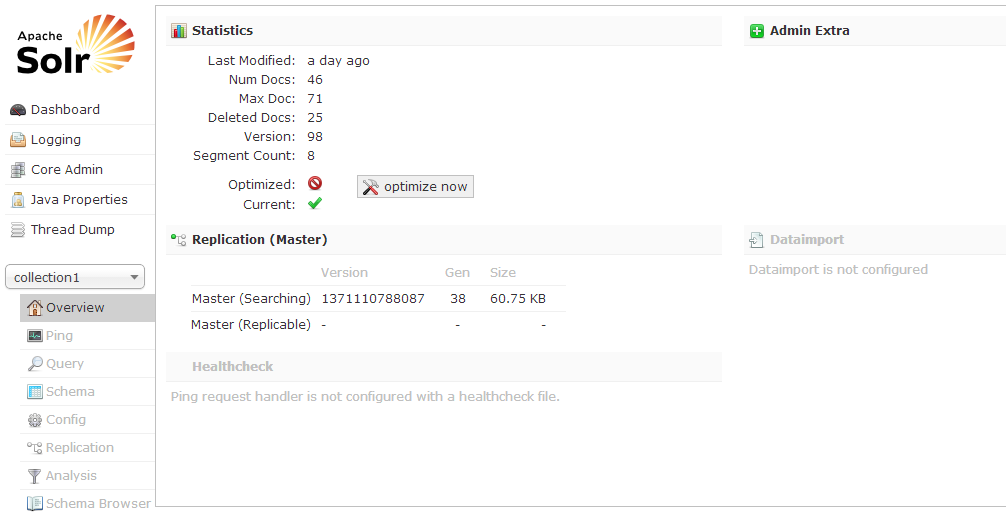 Apache
Solr
Dashboard
Logging
Core Admin
Java Properties
Thread Dump
collection1
Overview
Ping
Query
Schema
Config
Replication
Analysis
Schema Browser
Statistics
Last Modified: a day ago
Num Docs: 46
Max Doc: 71
Deleted Docs: 25
Version: 98
Segment Count: 8
Optimized: optimize now
Current:
Replication (Master)
Version Gen Size
Master (Searching) 1371110788087 38 60.75 KB
Master (Replicable) - - -
Healthcheck
Ping request handler is not configured with a healthcheck file.
Admin Extra
Dataimport
Dataimport is not configured